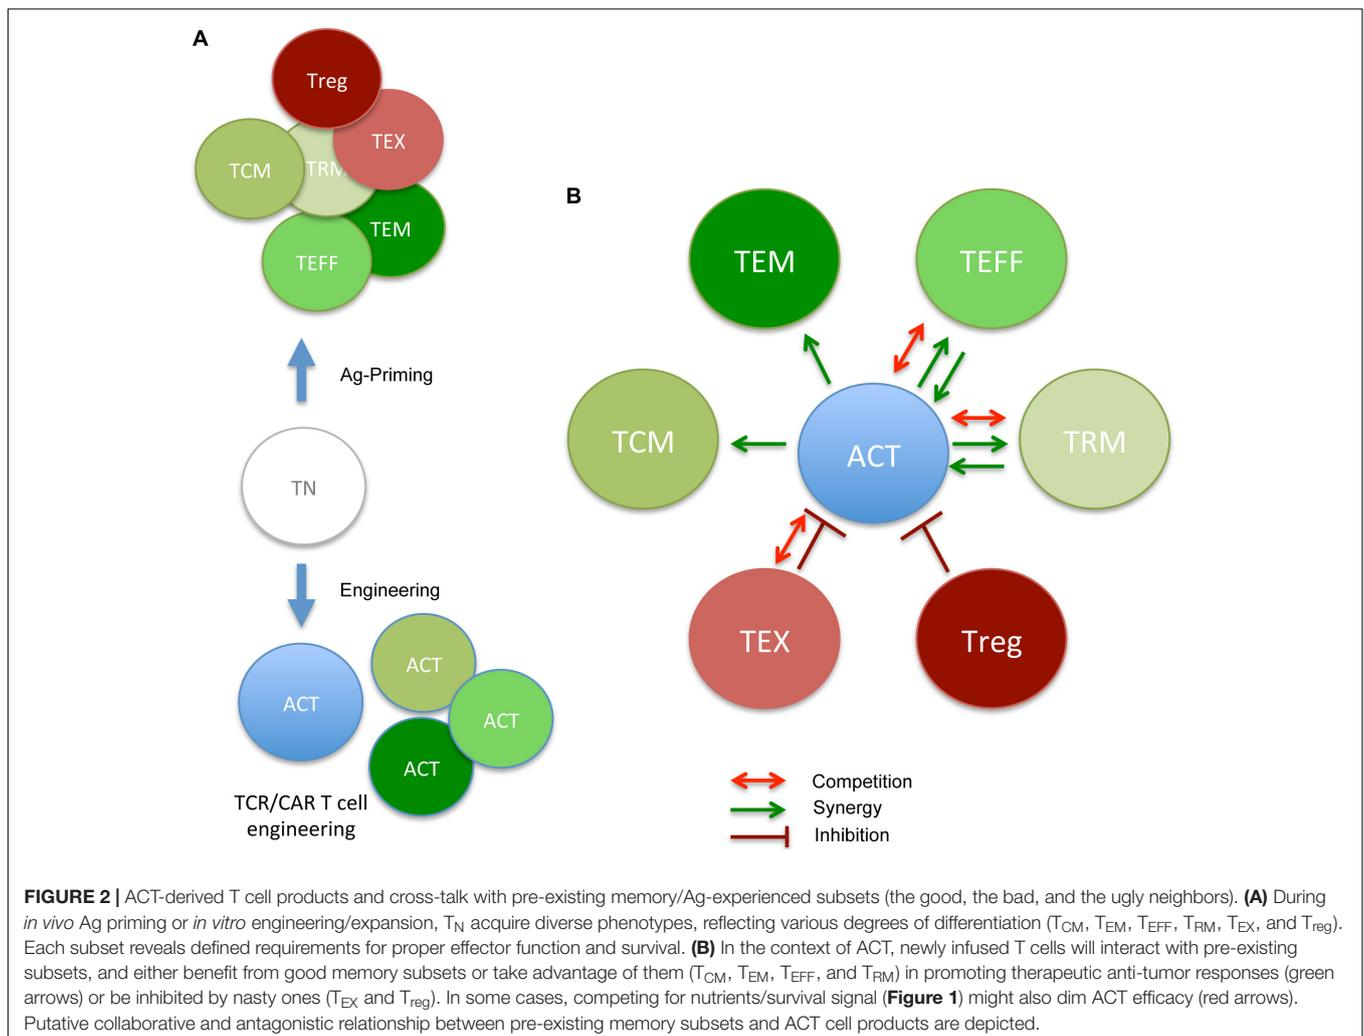 A
Treg
TEX
TCM
TRM
TEM
TEFF
Ag-Priming
TN
Engineering
ACT
ACT
ACT
ACT
TCR/CAR T cell
engineering
B
TEM
TEFF
TCM
ACT
TRM
TEX
Treg
Competition
Synergy
Inhibition
FIGURE 2 | ACT-derived T cell products and cross-talk with pre-existing memory/Ag-experienced subsets (the good, the bad, and the ugly neighbors). (A) During
in vivo Ag priming or in vitro engineering/expansion, TN acquire diverse phenotypes, reflecting various degrees of differentiation (TCM, TEM, TEFF, TRM, TEX, and Treg).
Each subset reveals defined requirements for proper effector function and survival. (B) In the context of ACT, newly infused T cells will interact with pre-existing
subsets, and either benefit from good memory subsets or take advantage of them (TCM, TEM, TEFF, and TRM) in promoting therapeutic anti-tumor responses (green
arrows) or be inhibited by nasty ones (TEX and Treg). In some cases, competing for nutrients/survival signal (Figure 1) might also dim ACT efficacy (red arrows).
Putative collaborative and antagonistic relationship between pre-existing memory subsets and ACT cell products are depicted.